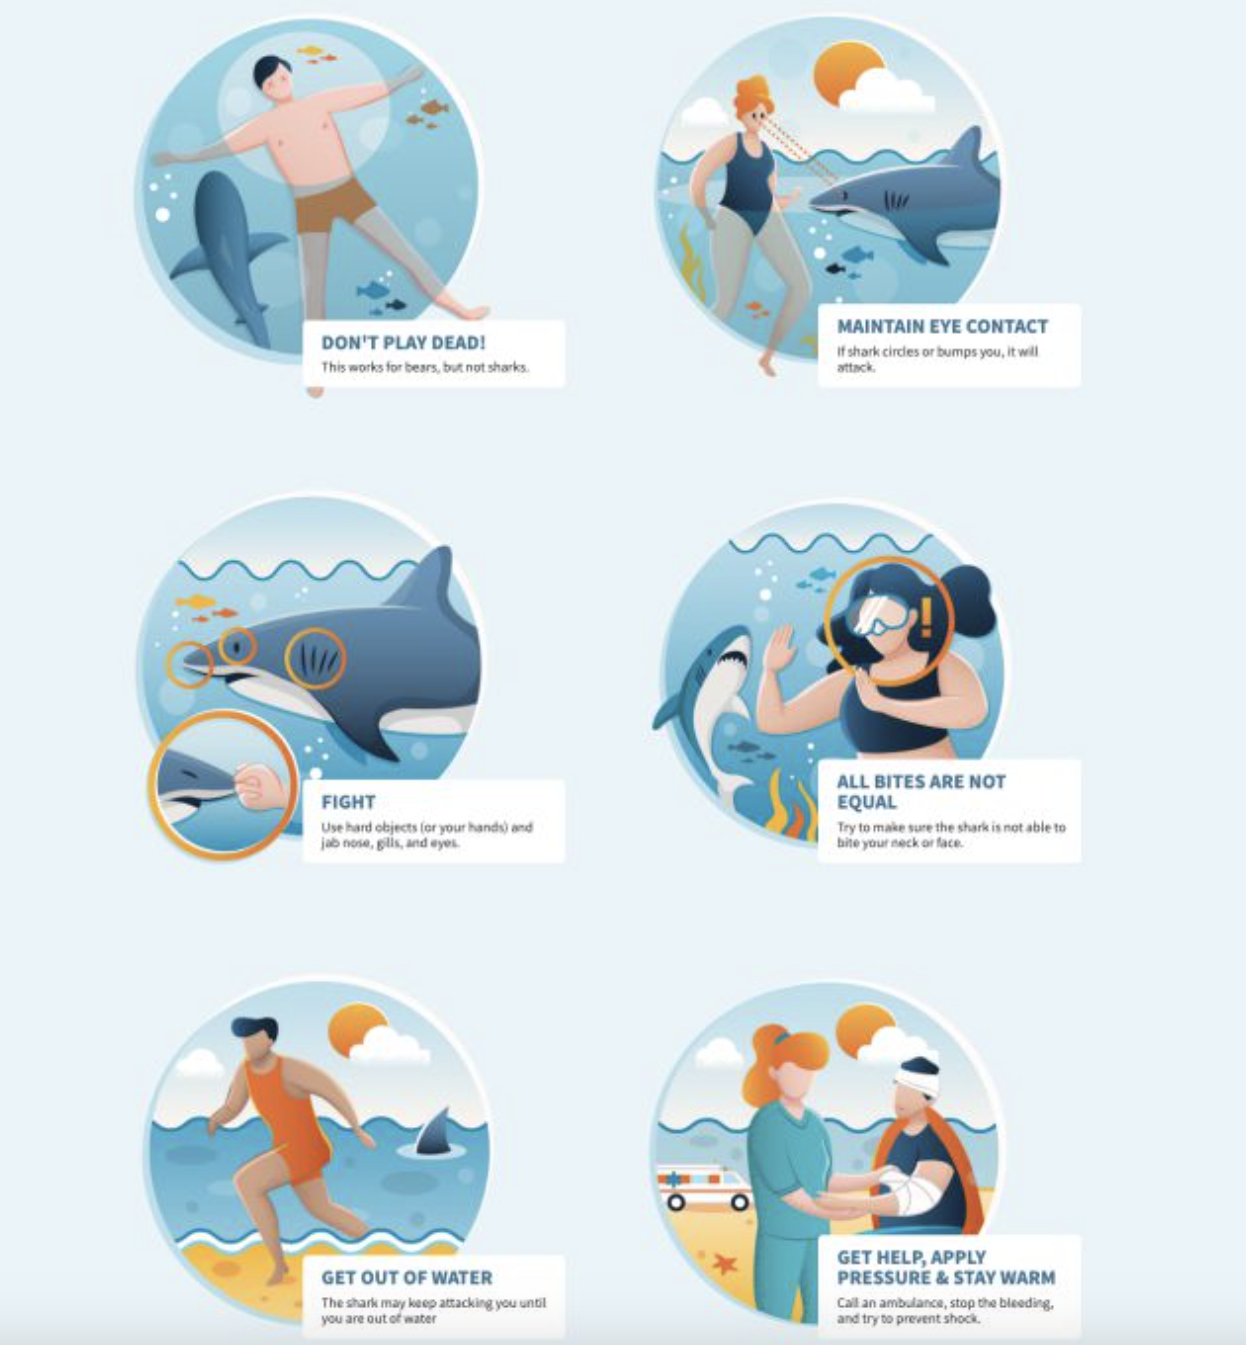 DON'T PLAY DEAD!
This works for bears, but not sharks.
MAINTAIN EYE CONTACT
If shark circles or bumps you, it will
attack.
FIGHT
Use hard objects (or your hands) and
jab nose, gills, and eyes.
ALL BITES ARE NOT
EQUAL
Try to make sure the shark is not able to
bite your neck or face.
GET OUT OF WATER
The shark may keep attacking you until
you are out of water
GET HELP, APPLY
PRESSURE & STAY WARM
Call an ambulance, stop the bleeding,
and try to prevent shock.